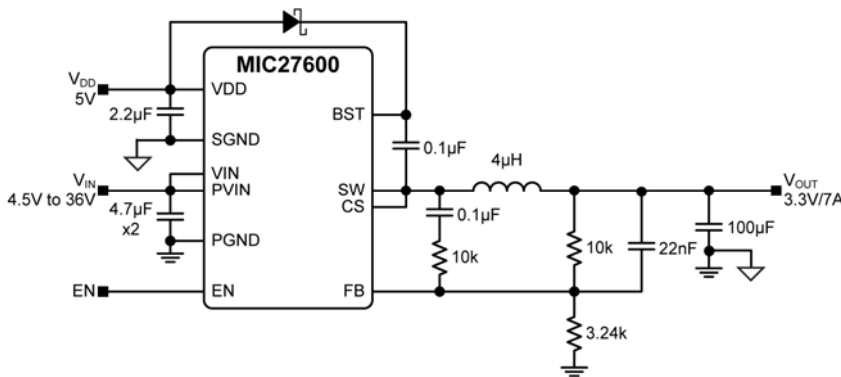 MIC27600
VDD
5V
VDD
2.2µF
BST
SGND
0.1µF
4µH
VIN
VIN
4.5V to 36V
PVIN
SW
CS
VOUT
3.3V/7A
4.7µF
x2
0.1µF
100µF
PGND
10k
10k
22nF
EN
EN
FB
3.24k